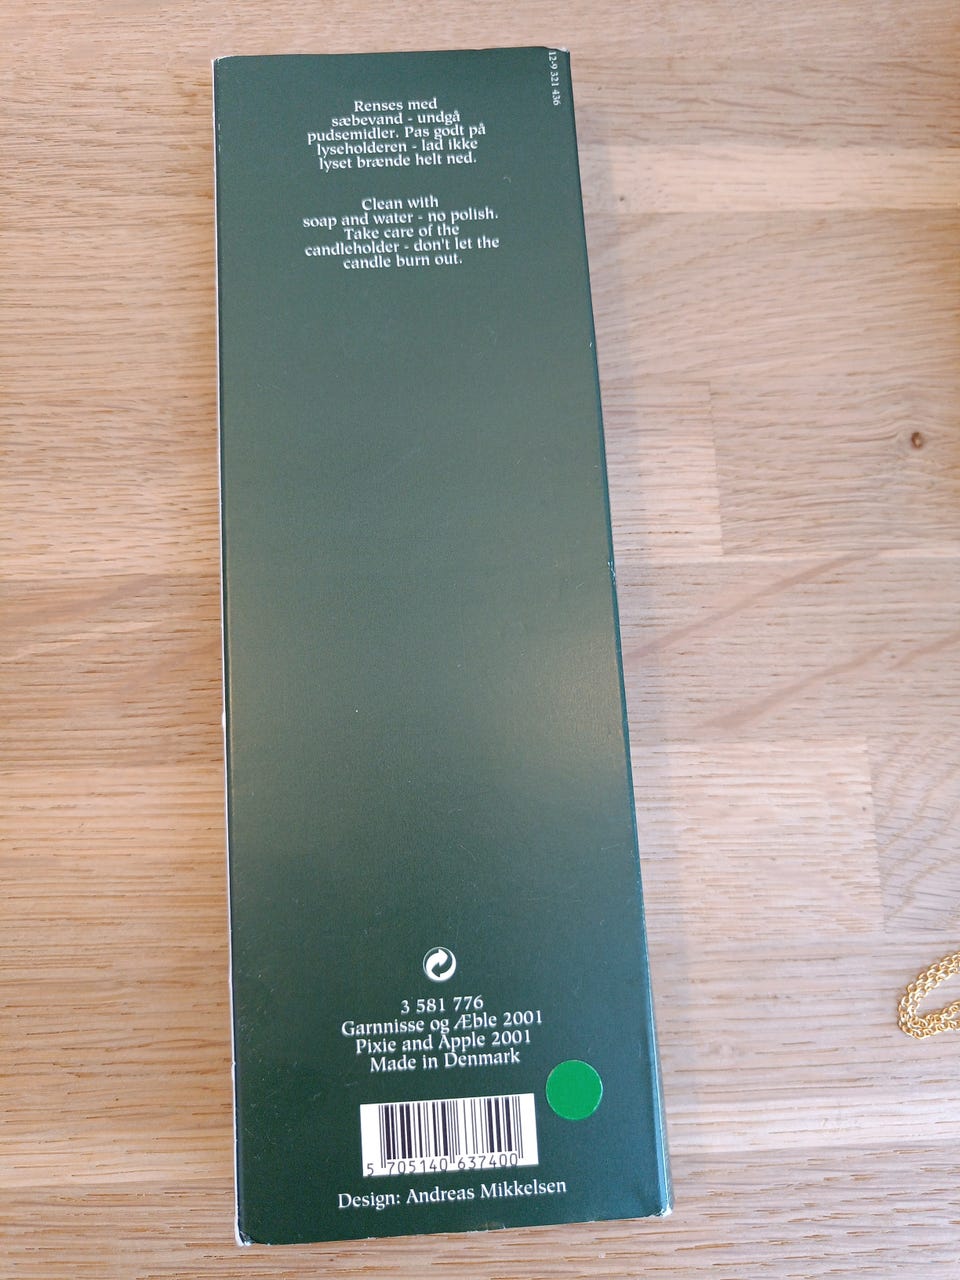 12-9 321 436
Renses med
sæbevand - undgå
pudsemidler. Pas godt på
lyseholderen - lad ikke
lyset brænde helt ned.
Clean with
soap and water - no polish.
Take care of the
candleholder - don't let the
candle burn out.
3 581 776
Garnnisse og Æble 2001
Pixie and Apple 2001
Made in Denmark
5 705140 637400
Design: Andreas Mikkelsen